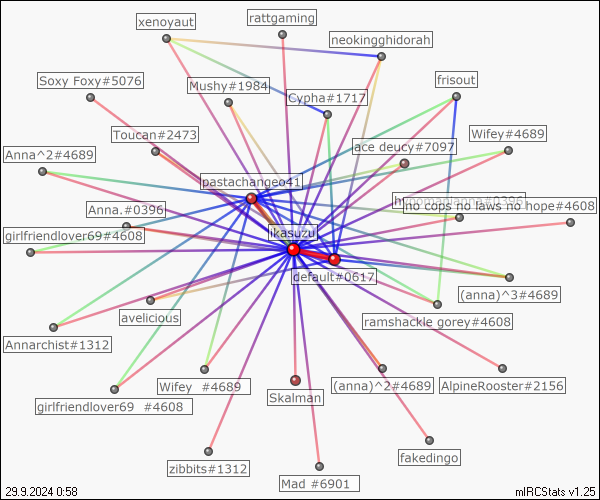 rattgaming
xenoyaut
neokingghidorah
Soxy Foxy#5076
frisout
Mushy#1984
Cypha#1717
Toucan#2473
Wifey#4689
ace deucy#7097
Anna^2#4689
pastachangeo41
no cops no laws no hope#4608
Anna.#0396
ikasuzu
girlfriendlover69#4608
default#0617
(anna)^3#4689
avelicious
ramshackle gorey#4608
Annarchist#1312
Wifey  #4689
(anna)^2#4689
AlpineRooster#2156
Skalman
girlfriendlover69  #4608
fakedingo
zibbits#1312
Mad #6901
29.9.2024 0:58
mIRCStats v1.25